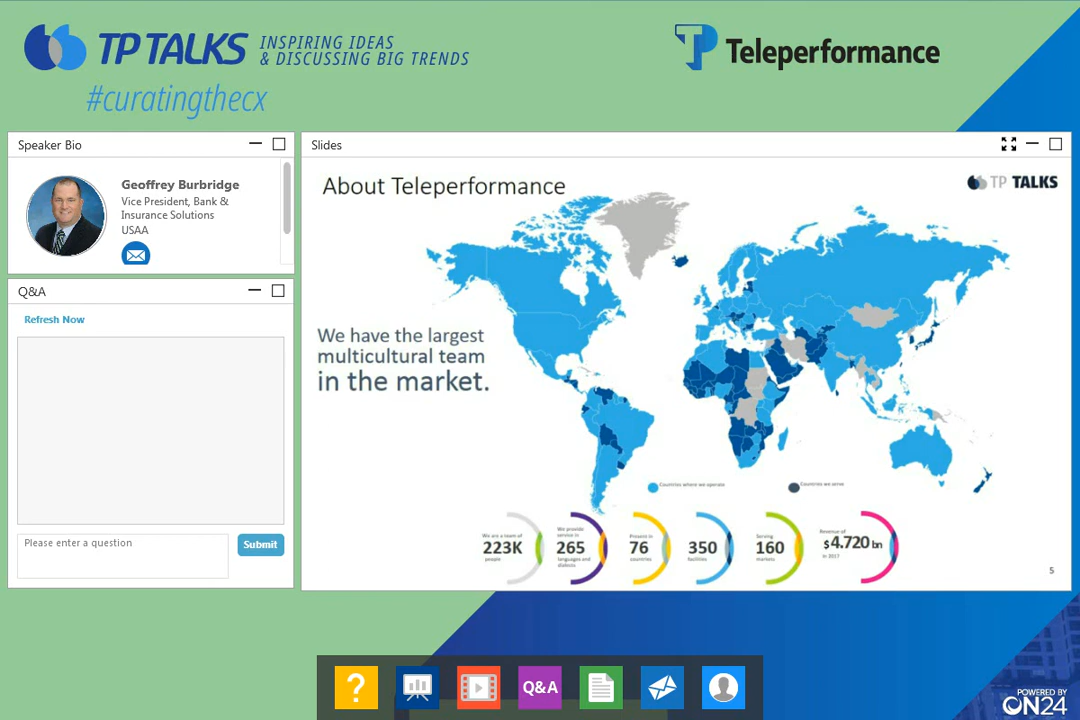 TP TALKS INSPIRING IDEAS
& DISCUSSING BIG TRENDS
#curatingthecx
Teleperformance
Speaker Bio
Geoffrey Burbridge
Vice President, Bank &
Insurance Solutions
USAA
Q&A
Refresh Now
Please enter a question
Submit
Slides
About Teleperformance
TP TALKS
We have the largest
multicultural team
in the market.
Countries where we operate
Countries we serve
We are a team of
223K
people
We provide
service in
265
languages and
dialects
Present in
76
countries
350
facilities
Serving
160
markets
Revenue of
$4.720 bn
in 2017
5
?
Q&A
POWERED BY
ON24